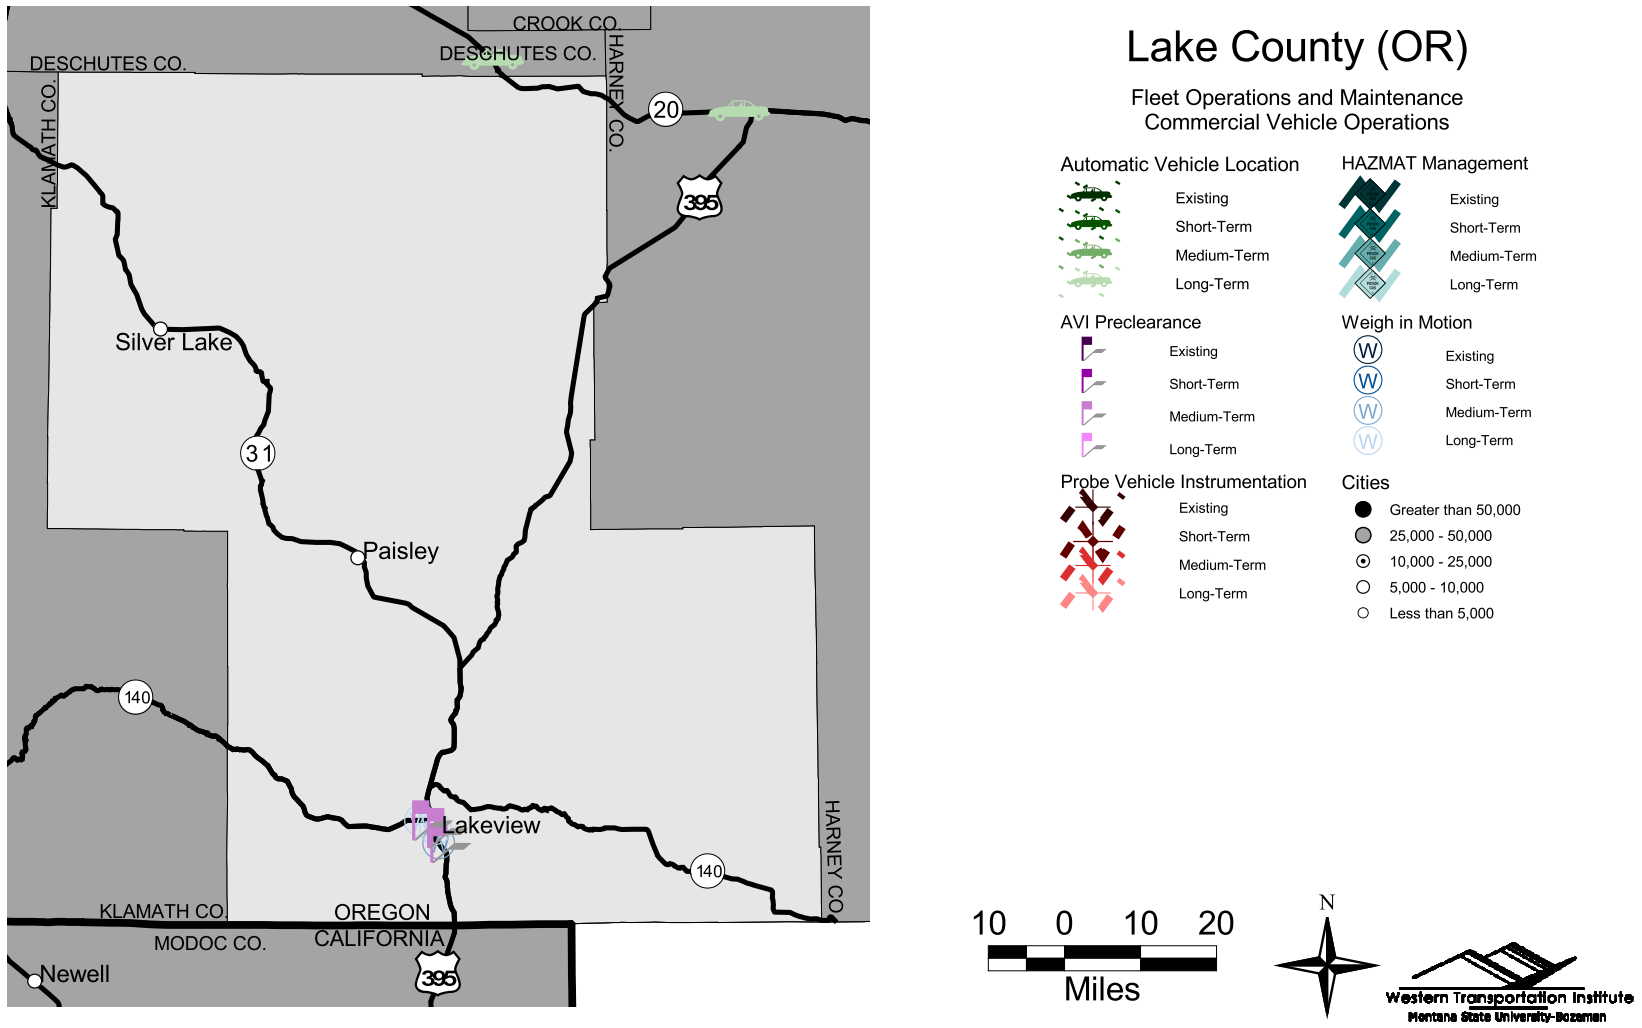 CROOK CO.
DESCHUTES CO.
DESCHUTES CO.
HARNEY CO.
KLAMATH CO.
20
395
Silver Lake
31
Paisley
140
Lakeview
140
HARNEY CO.
KLAMATH CO.
OREGON
MODOC CO.
CALIFORNIA
Newell
395
Lake County (OR)
Fleet Operations and Maintenance
Commercial Vehicle Operations
Automatic Vehicle Location
Existing
Short-Term
Medium-Term
Long-Term
HAZMAT Management
Existing
Short-Term
Medium-Term
Long-Term
AVI Preclearance
Existing
Short-Term
Medium-Term
Long-Term
Weigh in Motion
W Existing
W Short-Term
W Medium-Term
W Long-Term
Probe Vehicle Instrumentation
Existing
Short-Term
Medium-Term
Long-Term
Cities
Greater than 50,000
25,000 - 50,000
10,000 - 25,000
5,000 - 10,000
Less than 5,000
10 0 10 20
Miles
N
Western Transportation Institute
Montana State University-Bozeman